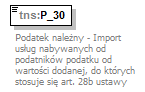 tns:P_30
Podatek należny - Import
usług nabywanych od
podatników podatku od
wartości dodanej, do których
stosuje się art. 28b ustawy